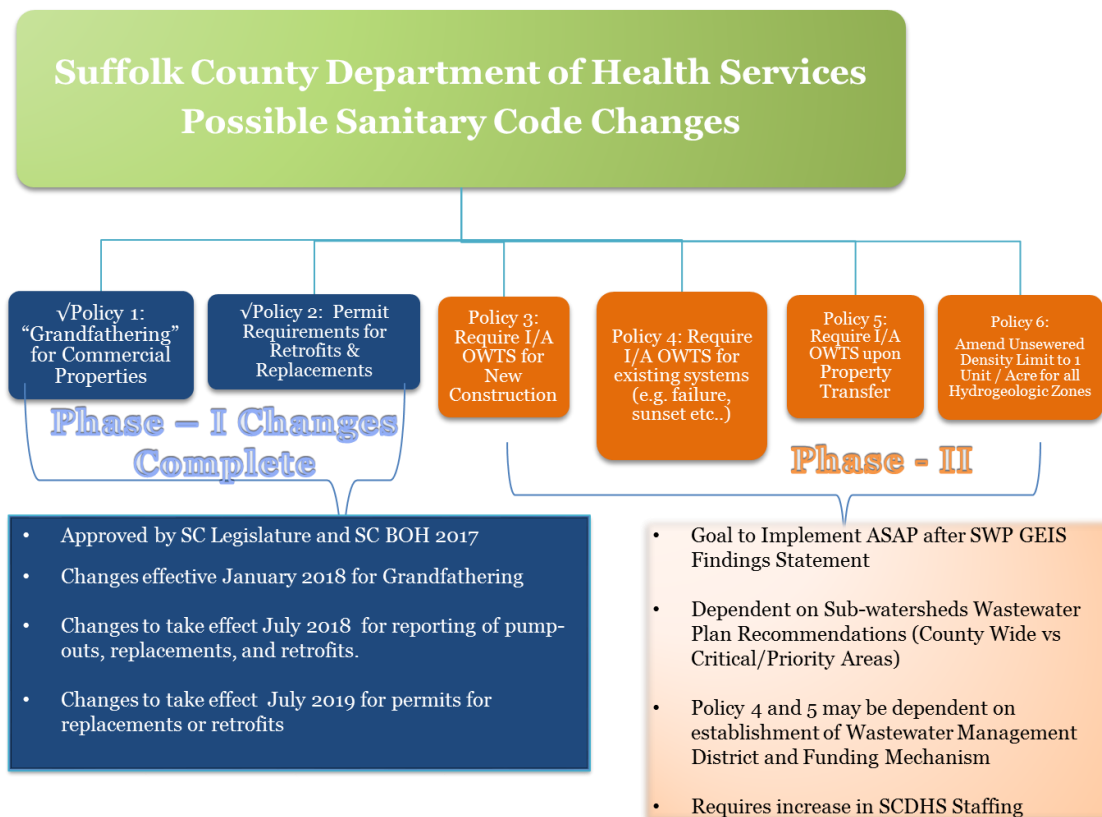 Suffolk County Department of Health Services
Possible Sanitary Code Changes
√Policy 1:
“Grandfathering”
for Commercial
Properties
√Policy 2: Permit
Requirements for
Retrofits &
Replacements
Policy 3:
Require I/A
OWTS for
New
Construction
Policy 4: Require
I/A OWTS for
existing systems
(e.g. failure,
sunset etc..)
Policy 5:
Require I/A
OWTS upon
Property
Transfer
Policy 6:
Amend Unsewered
Density Limit to 1
Unit / Acre for all
Hydrogeologic Zones
Phase – I Changes
Complete
Phase - II
• Approved by SC Legislature and SC BOH 2017
• Changes effective January 2018 for Grandfathering
• Changes to take effect July 2018 for reporting of pump-
outs, replacements, and retrofits.
• Changes to take effect July 2019 for permits for
replacements or retrofits
• Goal to Implement ASAP after SWP GEIS
Findings Statement
• Dependent on Sub-watersheds Wastewater
Plan Recommendations (County Wide vs
Critical/Priority Areas)
• Policy 4 and 5 may be dependent on
establishment of Wastewater Management
District and Funding Mechanism
• Requires increase in SCDHS Staffing